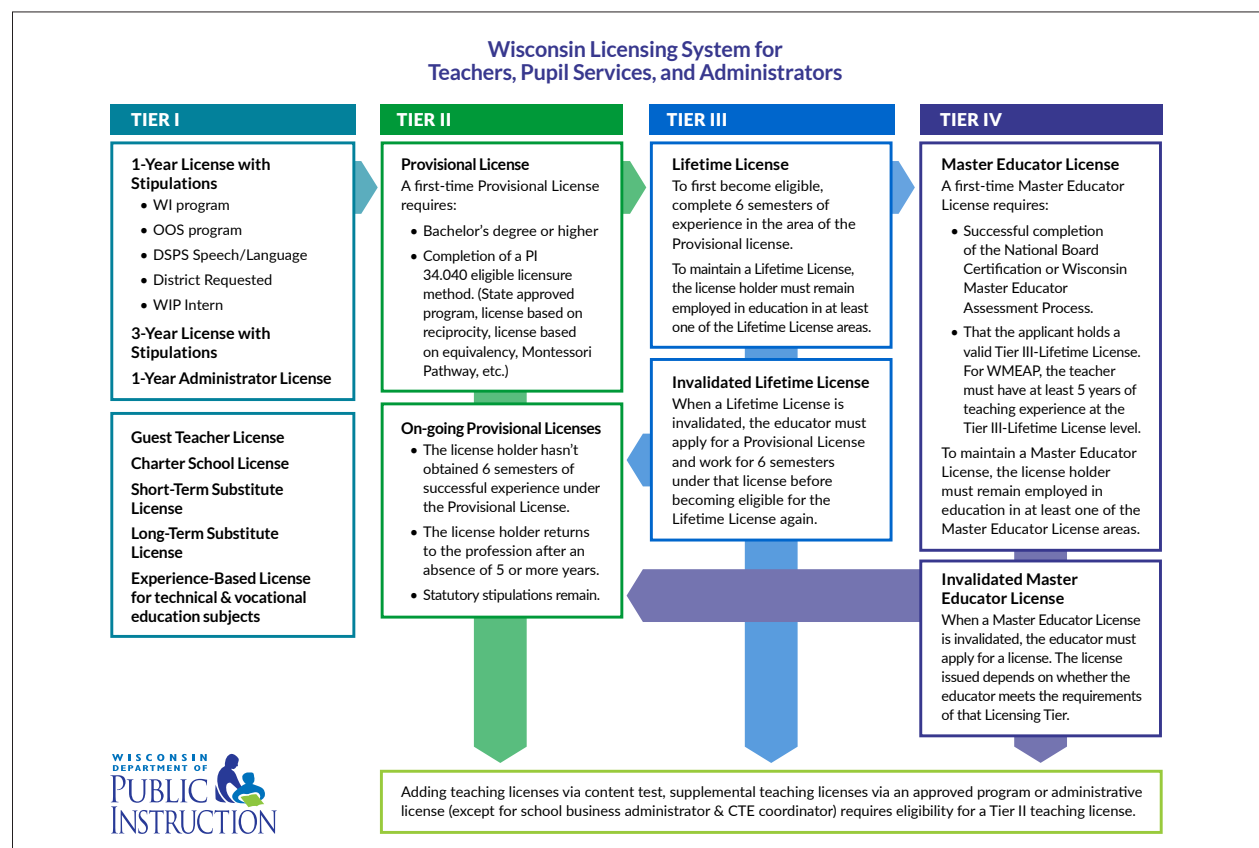 Wisconsin Licensing System for
Teachers, Pupil Services, and Administrators
TIER I
1-Year License with
Stipulations
• WI program
• OOS program
• DSPS Speech/Language
• District Requested
• WIP Intern
3-Year License with
Stipulations
1-Year Administrator License
Guest Teacher License
Charter School License
Short-Term Substitute
License
Long-Term Substitute
License
Experience-Based License
for technical & vocational
education subjects
TIER II
Provisional License
A first-time Provisional License
requires:
• Bachelor's degree or higher
• Completion of a PI
34.040 eligible licensure
method. (State approved
program, license based on
reciprocity, license based
on equivalency, Montessori
Pathway, etc.)
On-going Provisional Licenses
• The license holder hasn't
obtained 6 semesters of
successful experience under
the Provisional License.
• The license holder returns
to the profession after an
absence of 5 or more years.
• Statutory stipulations remain.
TIER III
Lifetime License
To first become eligible,
complete 6 semesters of
experience in the area of the
Provisional license.
To maintain a Lifetime License,
the license holder must remain
employed in education in at least
one of the Lifetime License areas.
Invalidated Lifetime License
When a Lifetime License is
invalidated, the educator must
apply for a Provisional License
and work for 6 semesters
under that license before
becoming eligible for the
Lifetime License again.
TIER IV
Master Educator License
A first-time Master Educator
License requires:
• Successful completion
of the National Board
Certification or Wisconsin
Master Educator
Assessment Process.
• That the applicant holds a
valid Tier III-Lifetime License.
For WMEAP, the teacher
must have at least 5 years of
teaching experience at the
Tier III-Lifetime License level.
To maintain a Master Educator
License, the license holder
must remain employed in
education in at least one of the
Master Educator License areas.
Invalidated Master
Educator License
When a Master Educator License
is invalidated, the educator must
apply for a license. The license
issued depends on whether the
educator meets the requirements
of that Licensing Tier.
WISCONSIN
DEPARTMENT OF
PUBLIC
INSTRUCTION
Adding teaching licenses via content test, supplemental teaching licenses via an approved program or administrative
license (except for school business administrator & CTE coordinator) requires eligibility for a Tier II teaching license.